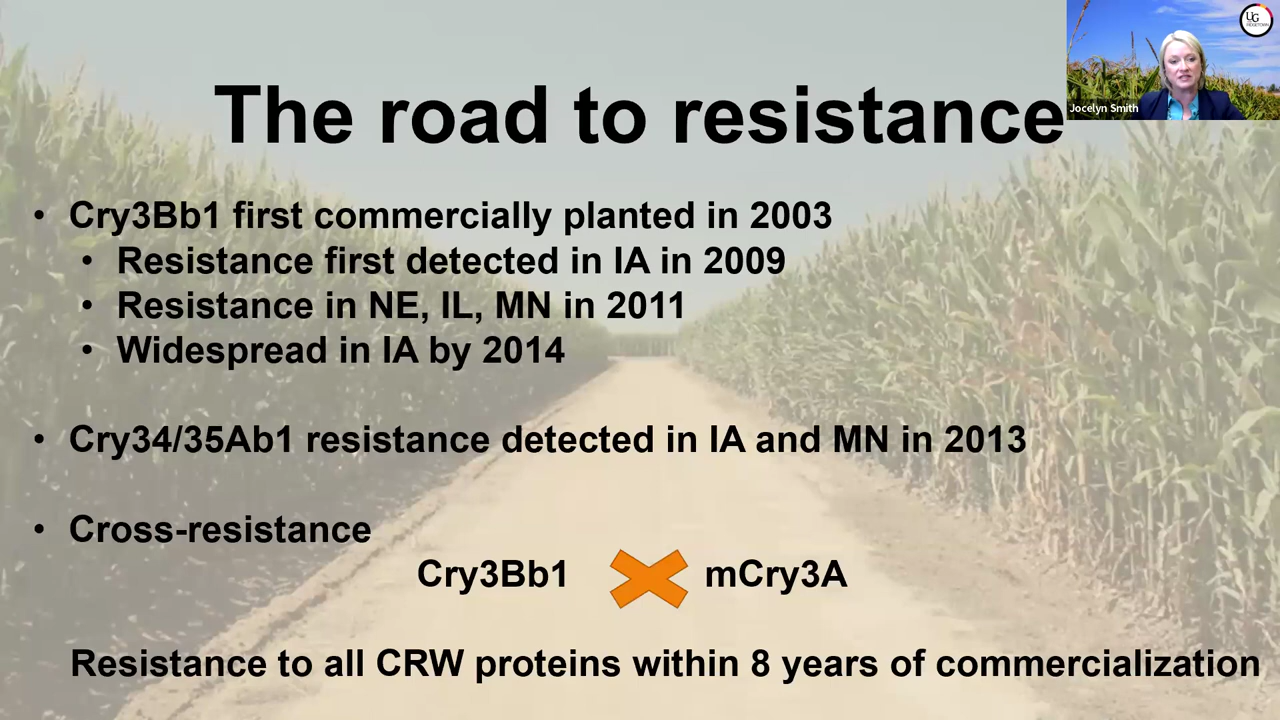 UG
RIDGETOWN
Jocelyn Smith
The road to resistance
• Cry3Bb1 first commercially planted in 2003
• Resistance first detected in IA in 2009
• Resistance in NE, IL, MN in 2011
• Widespread in IA by 2014
• Cry34/35Ab1 resistance detected in IA and MN in 2013
• Cross-resistance
Cry3Bb1 mCry3A
Resistance to all CRW proteins within 8 years of commercialization